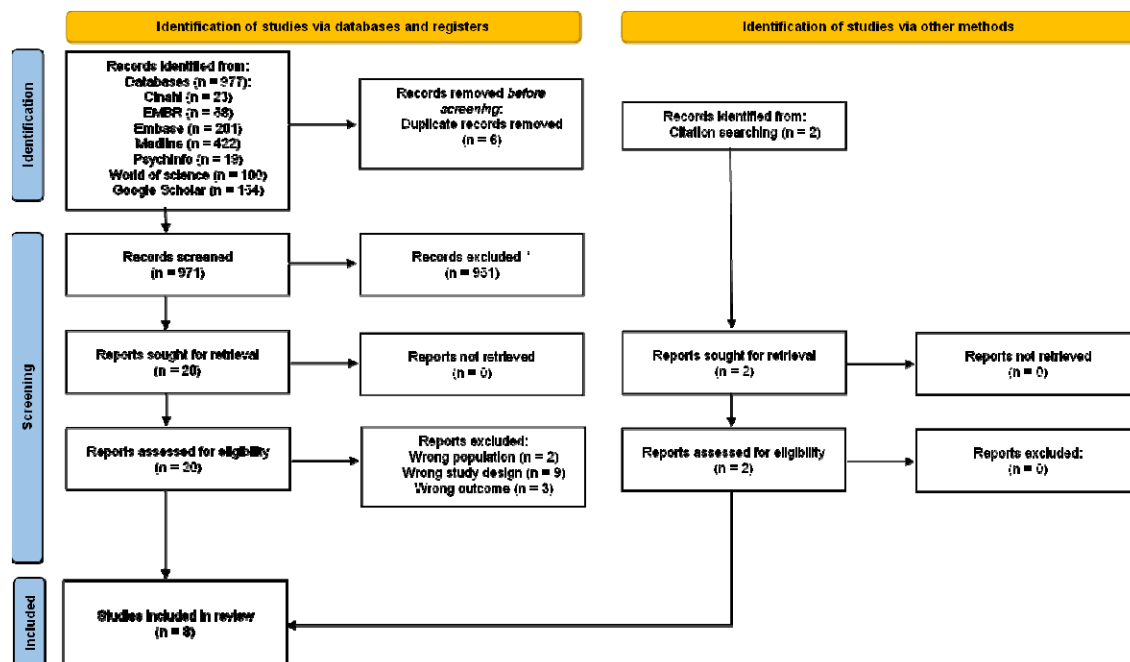 Identification of studies via databases and registers
Identification of studies via other methods
Identification
Records identified from:
Databases (n = 977):
Cinahl (n = 23)
EMBR (n =
Embase (n = 201)
Medline (n = 422)
Psychinfo (n = 19)
World of science (n = 100)
Google Scholar (n = 154)
Records removed before
screening:
Duplicate records removed
(n = 6)
Records identified from:
Citation searching (n = 2)
Screening
Records screened
(n = 971)
Records excluded *
(n = 951)
Reports sought for retrieval
(n = 20)
Reports not retrieved
(n = 0)
Reports sought for retrieval
(n = 2)
Reports not retrieved
(n = 0)
Reports assessed for eligibility
(n = 20)
Reports excluded:
Wrong population (n = 2)
Wrong study design (n = 9)
Wrong outcome (n = 3)
Reports assessed for eligibility
(n = 2)
Reports excluded:
(n = 0)
Included
Studies included in review
(n = 8)